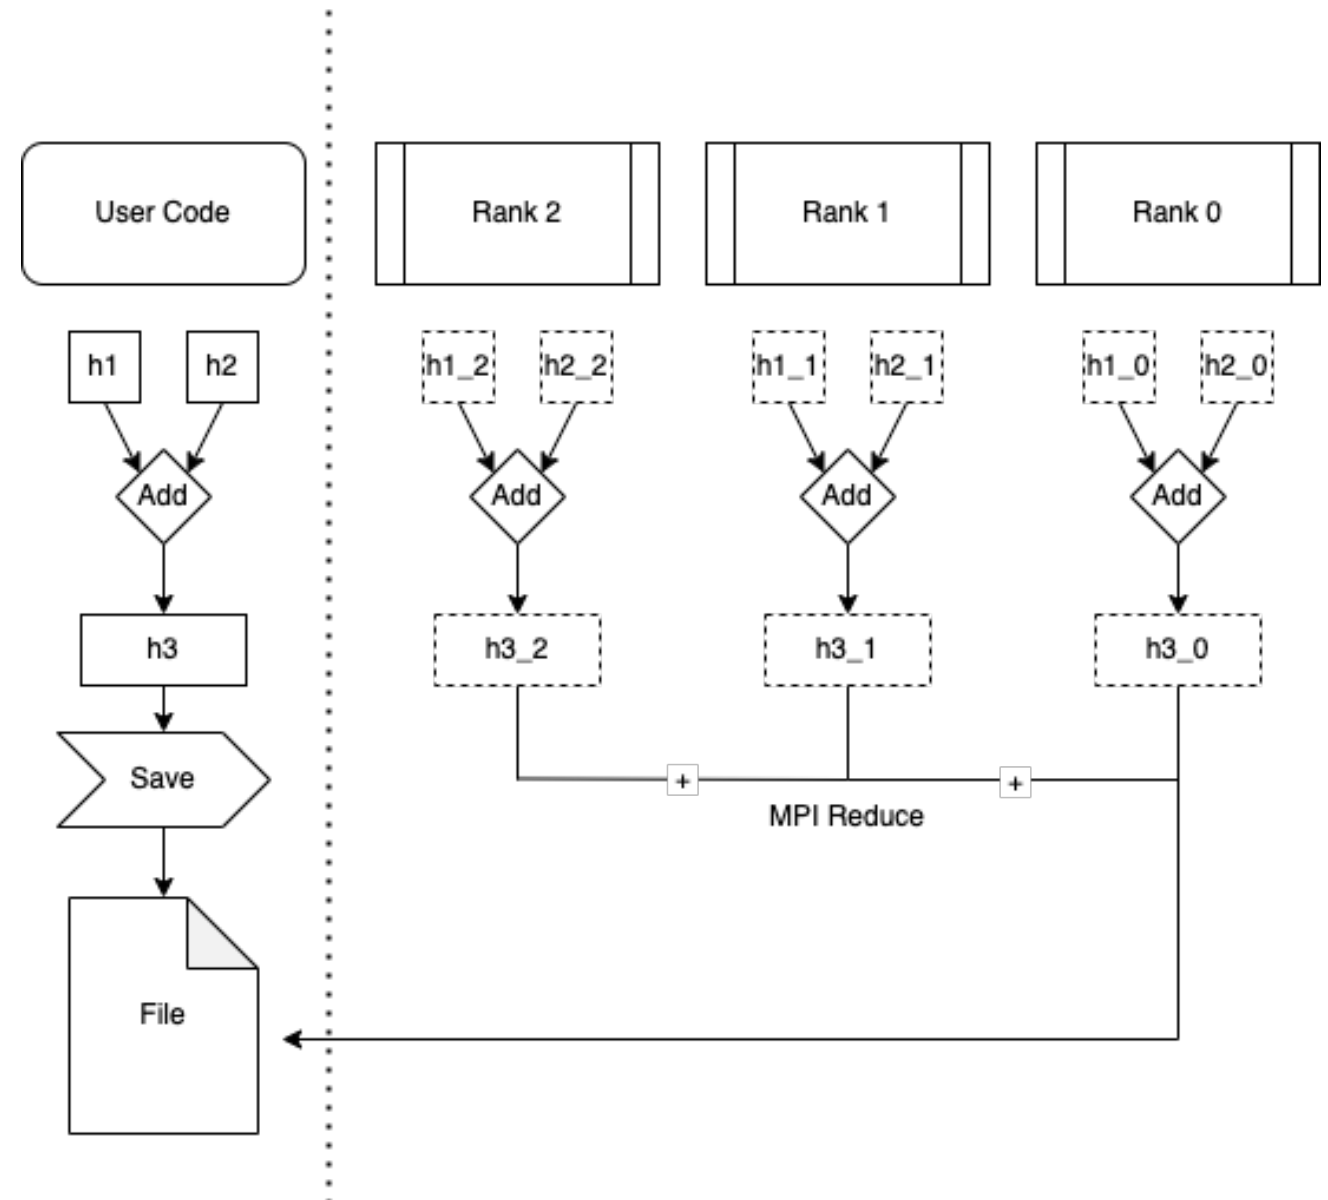 User Code
Rank 2
Rank 1
Rank 0
h1
h2
h1_2
h2_2
h1_1
h2_1
h1_0
h2_0
Add
Add
Add
Add
h3
h3_2
h3_1
h3_0
Save
+
+
MPI Reduce
File